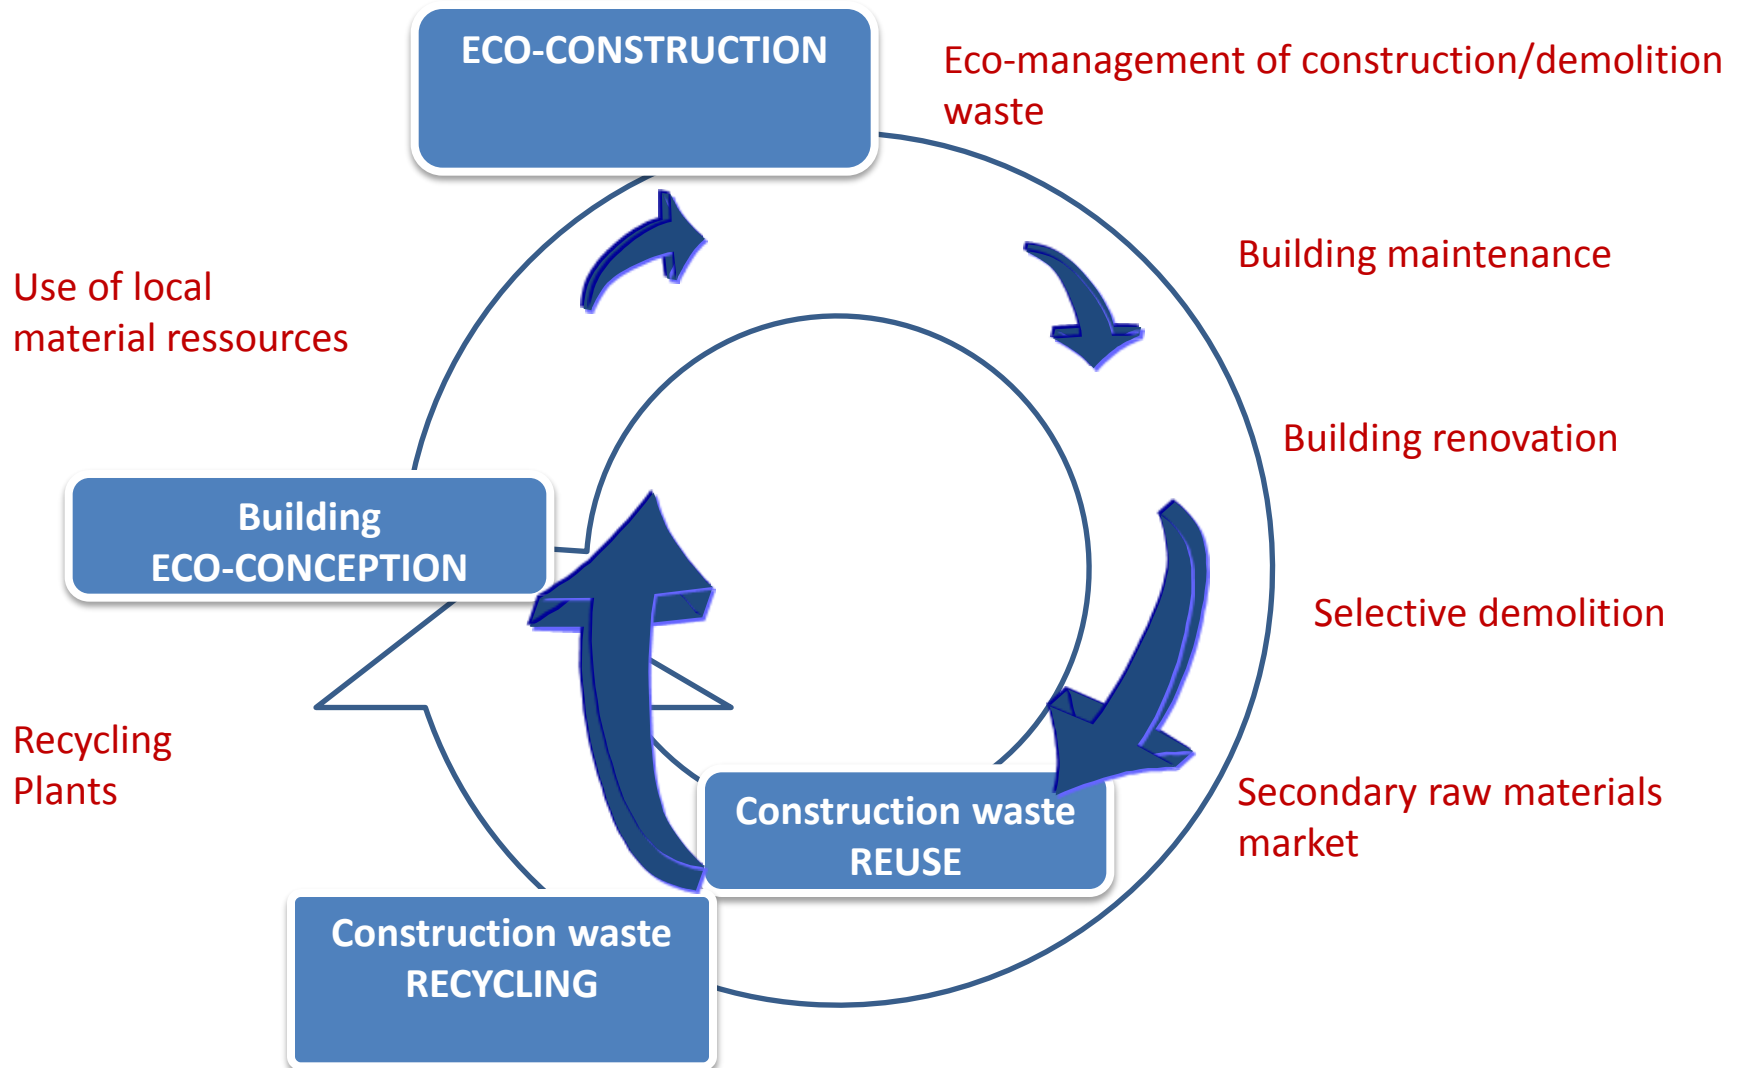 ECO-CONSTRUCTION
Eco-management of construction/demolition
waste
Building maintenance
Use of local
material ressources
Building renovation
Building
ECO-CONCEPTION
Selective demolition
Recycling
Plants
Construction waste
REUSE
Secondary raw materials
market
Construction waste
RECYCLING